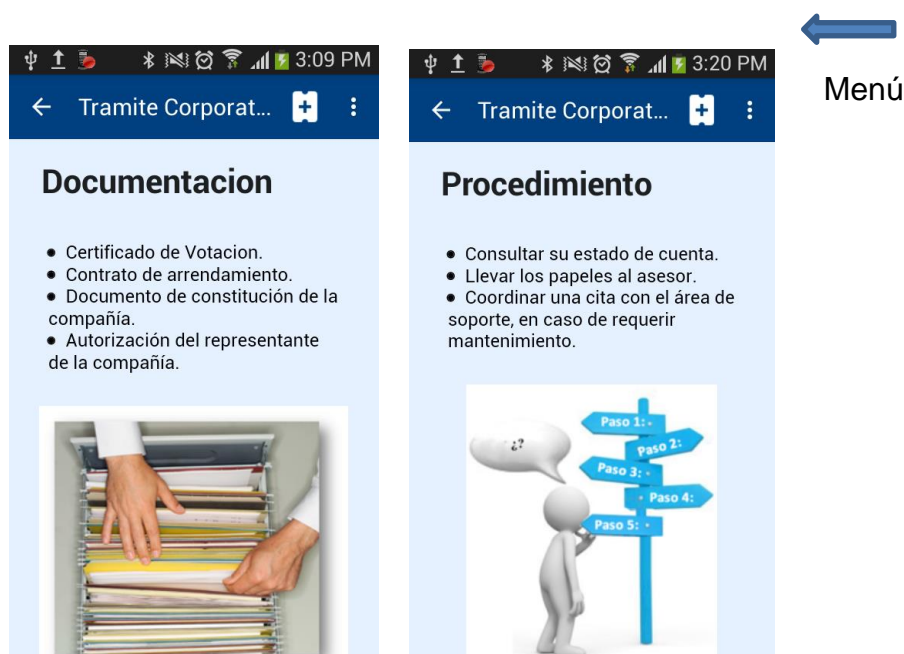 3:09 PM
Tramite Corporat...
Documentacion
• Certificado de Votacion.
• Contrato de arrendamiento.
• Documento de constitución de la
compañía.
• Autorización del representante
de la compañía.
3:20 PM
Tramite Corporat...
Procedimiento
• Consultar su estado de cuenta.
• Llevar los papeles al asesor.
• Coordinar una cita con el área de
soporte, en caso de requerir
mantenimiento.
¿?
Paso 1:
Paso 2:
Paso 3:
Paso 4:
Paso 5:
Menú